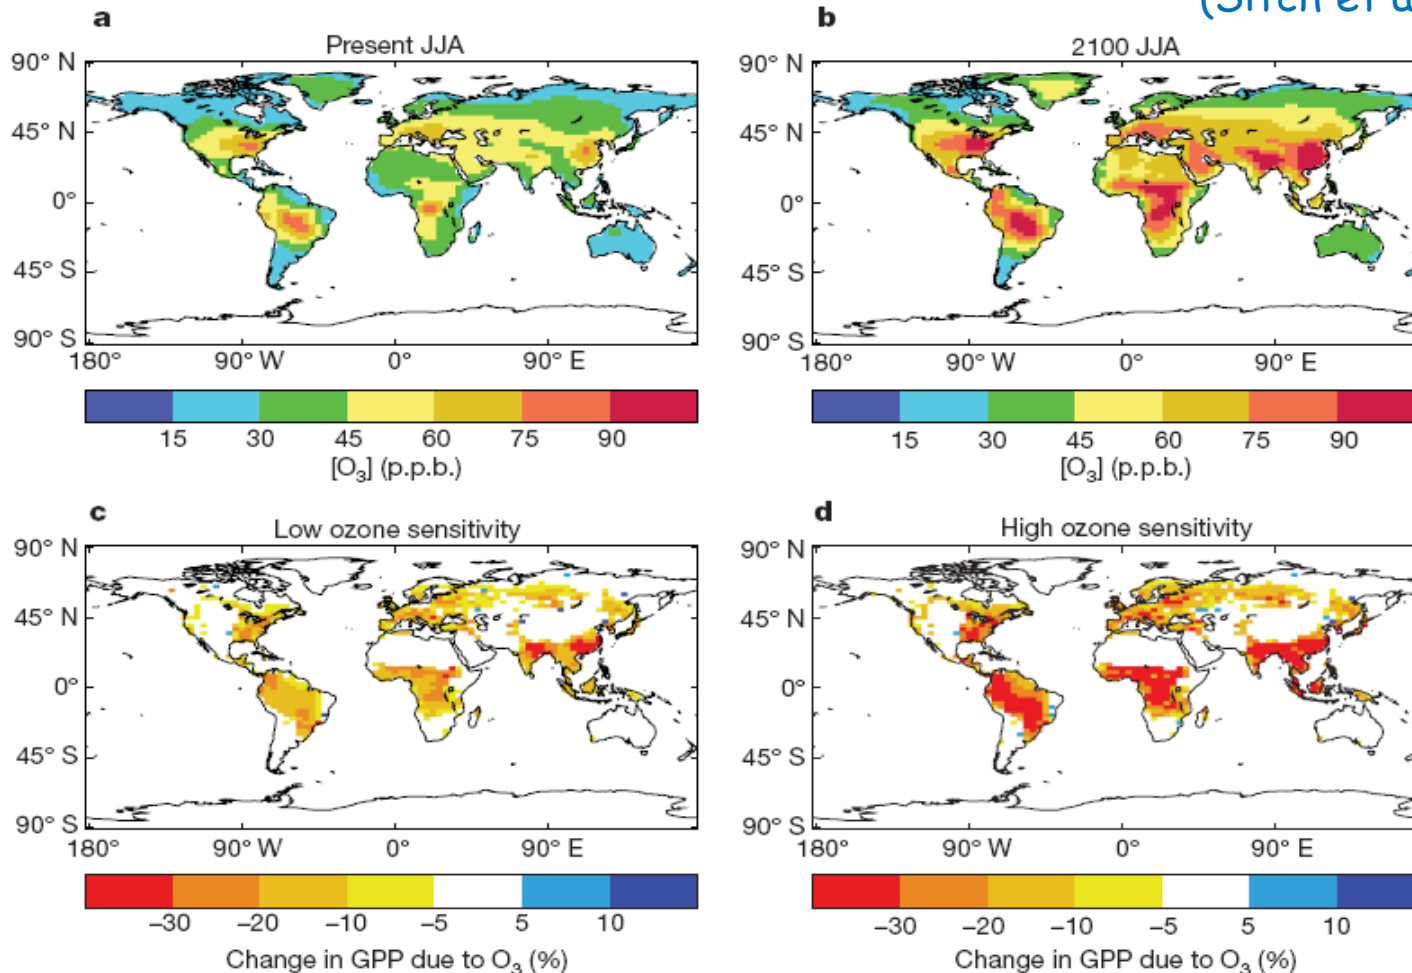 (Sitch et a
a
Present JJA
90° N
45° N
0°
45° S
90° S
180° 90° W 0° 90° E
15 30 45 60 75 90
[O₃] (p.p.b.)
b
2100 JJA
90° N
45° N
0°
45° S
90° S
180° 90° W 0° 90° E
15 30 45 60 75 90
[O₃] (p.p.b.)
c
Low ozone sensitivity
90° N
45° N
0°
45° S
90° S
180° 90° W 0° 90° E
–30 –20 –10 –5 5 10
Change in GPP due to O₃ (%)
d
High ozone sensitivity
90° N
45° N
0°
45° S
90° S
180° 90° W 0° 90° E
–30 –20 –10 –5 5 10
Change in GPP due to O₃ (%)